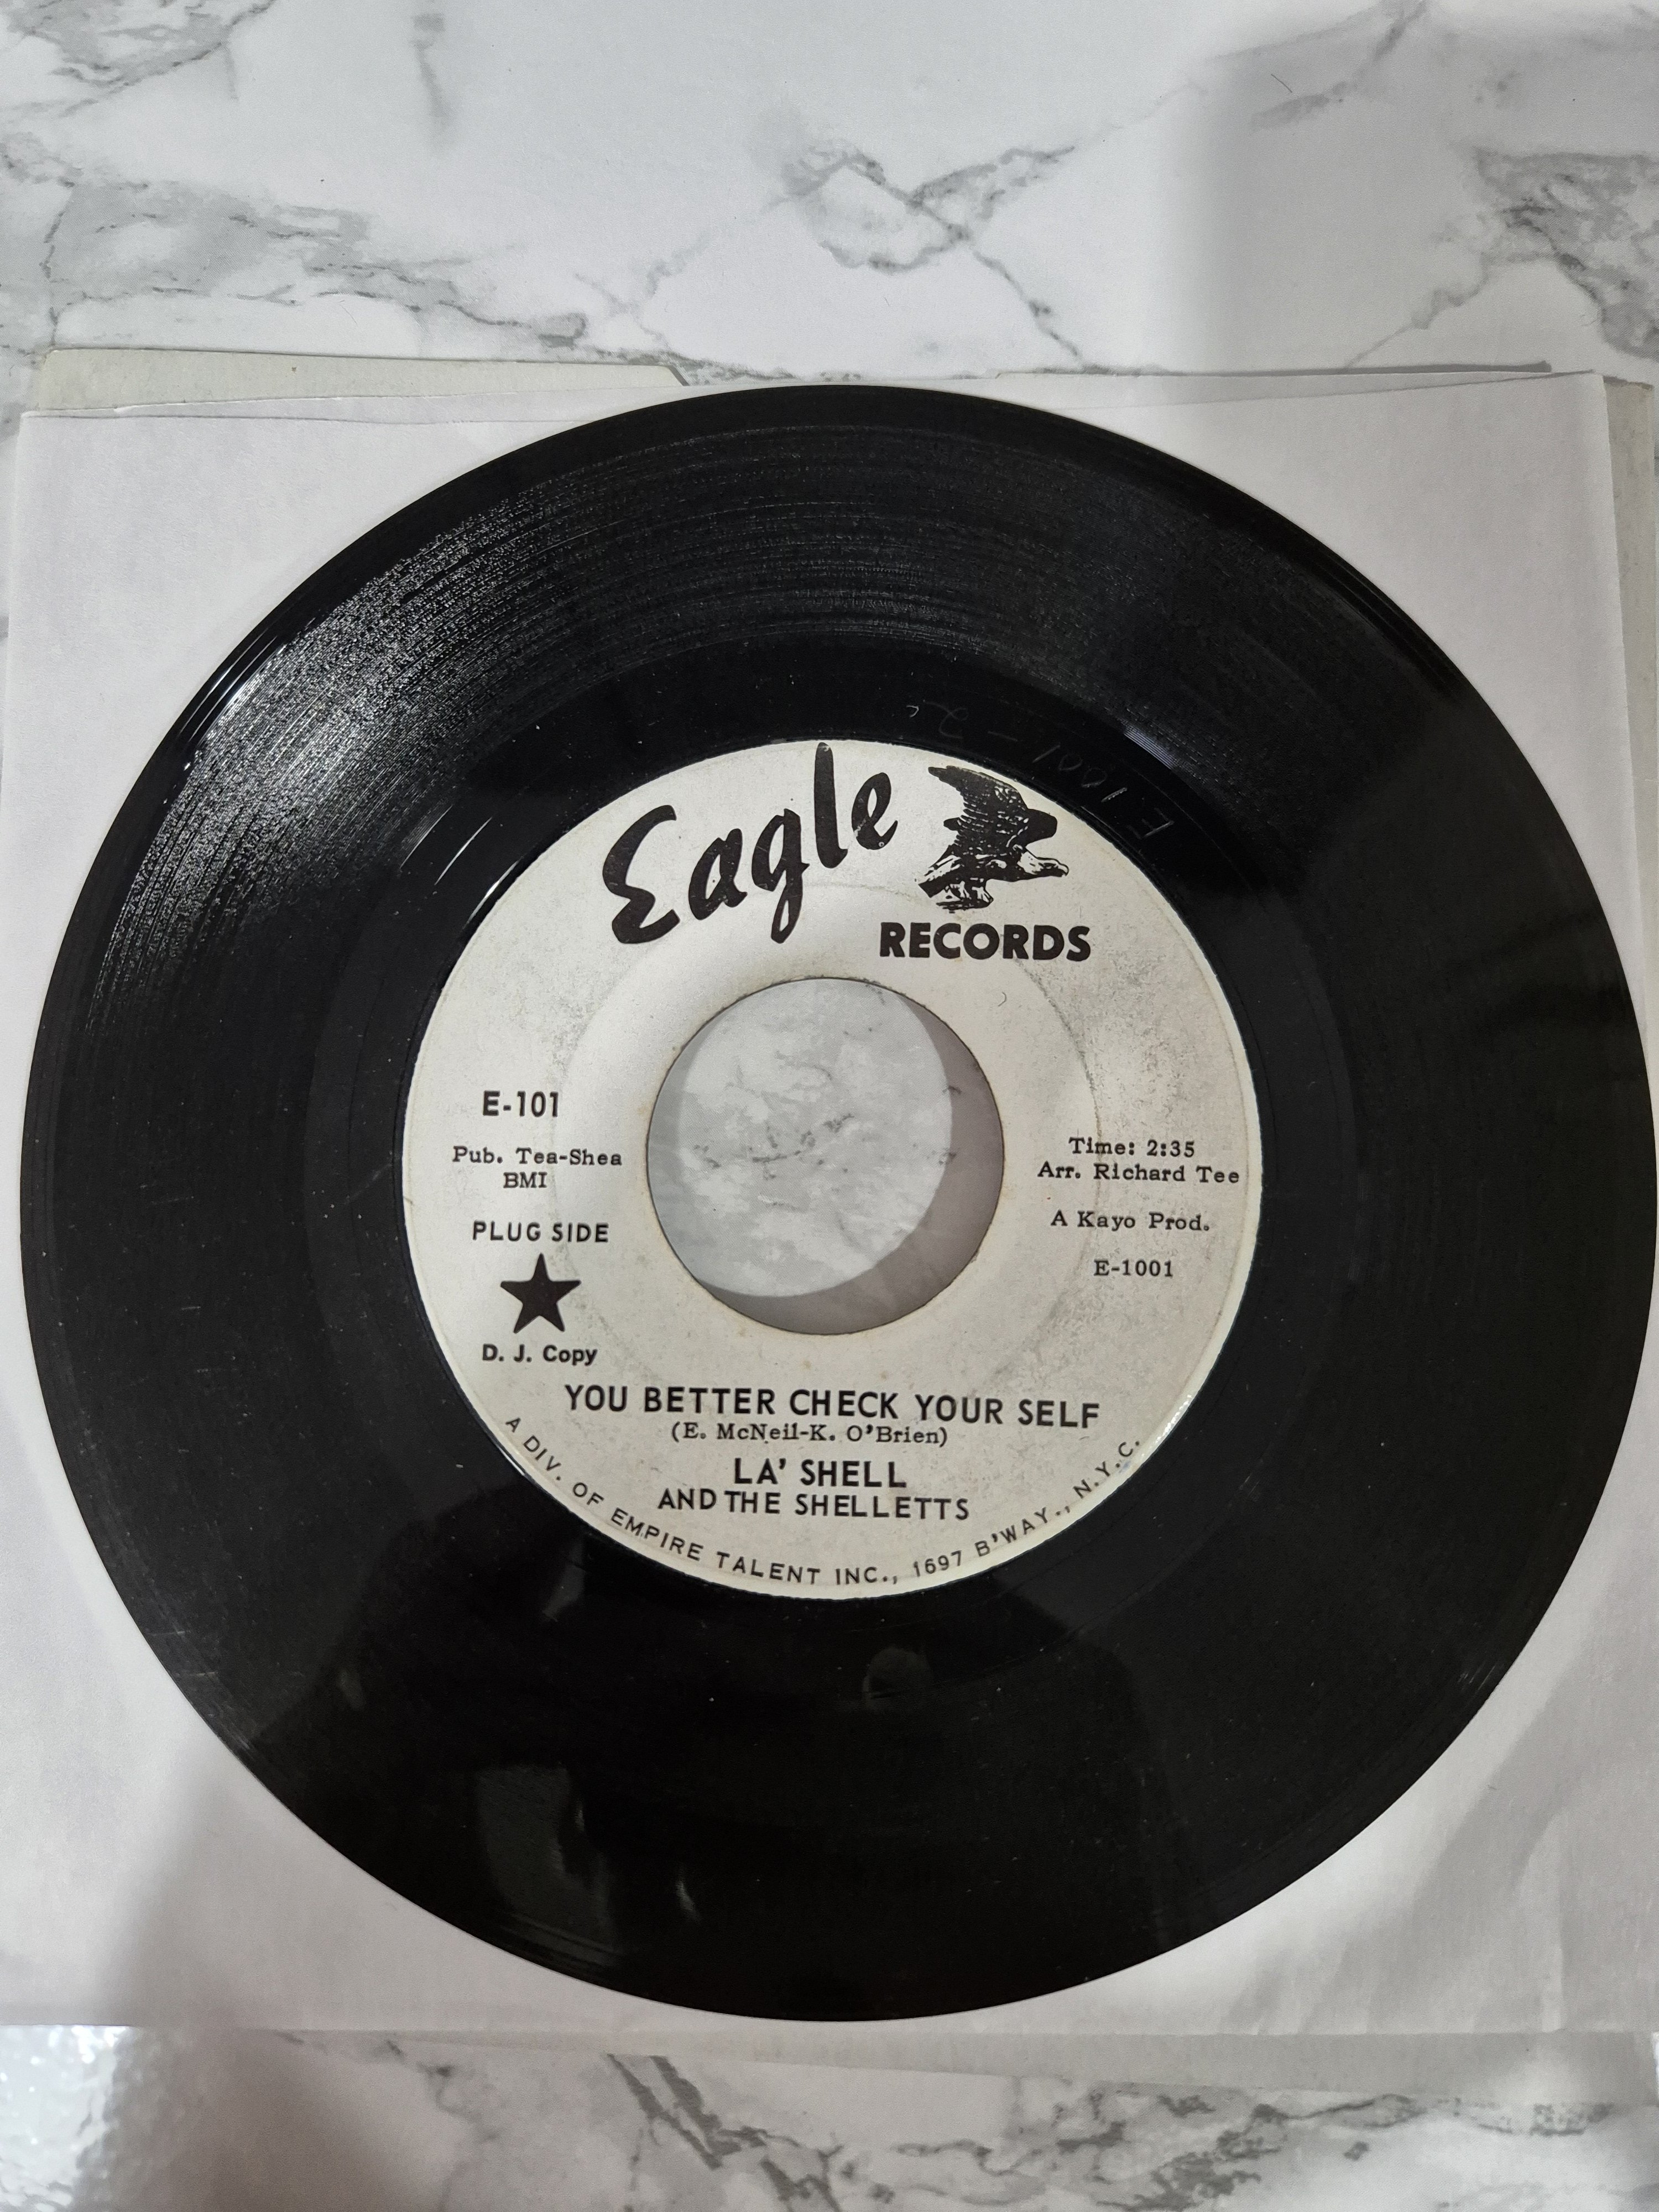 E1001-2
Eagle
RECORDS
E-101
Pub. Tea-Shea
BMI
PLUG SIDE
D. J. Copy
Time: 2:35
Arr. Richard Tee
A Kayo Prod.
E-1001
YOU BETTER CHECK YOUR SELF
(E. McNeil-K. O'Brien)
LA' SHELL
AND THE SHELLETTS
A DIV. OF EMPIRE TALENT INC., 1697 B'WAY., N.Y.C.